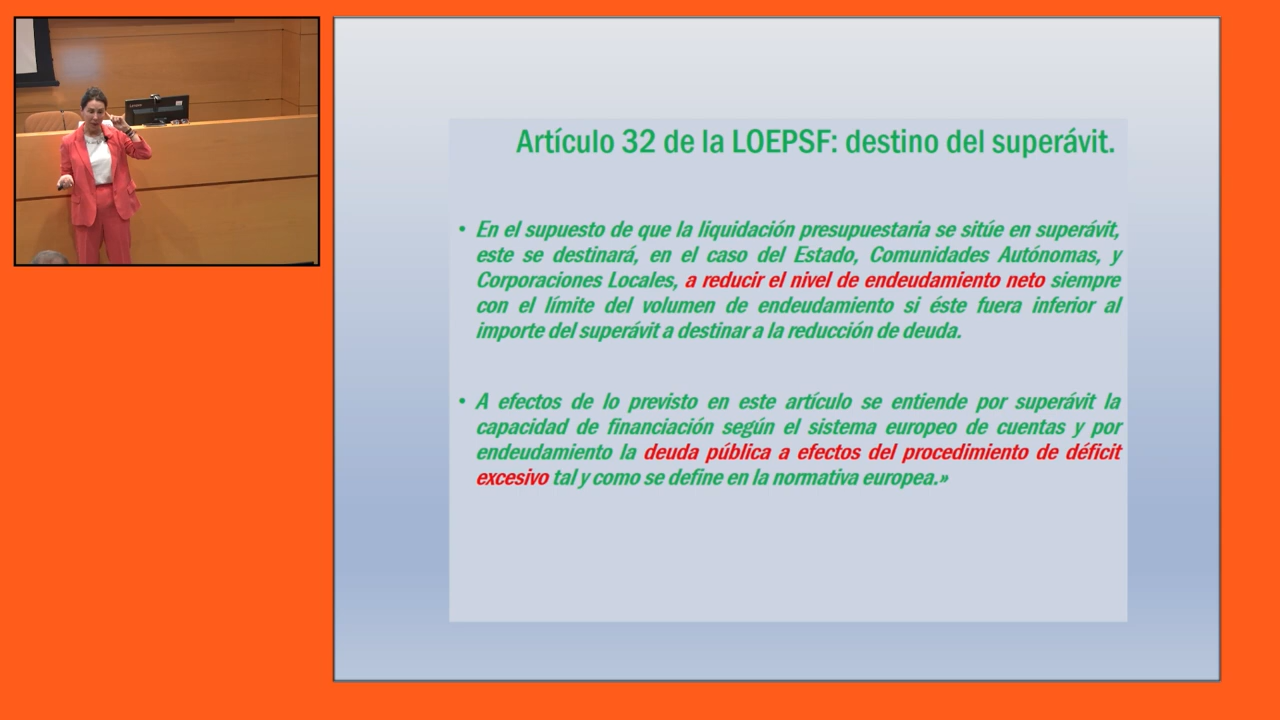 Artículo 32 de la LOEPSF: destino del superávit.
• En el supuesto de que la liquidación presupuestaria se sitúe en superávit,
este se destinará, en el caso del Estado, Comunidades Autónomas, y
Corporaciones Locales, a reducir el nivel de endeudamiento neto siempre
con el límite del volumen de endeudamiento si éste fuera inferior al
importe del superávit a destinar a la reducción de deuda.
• A efectos de lo previsto en este artículo se entiende por superávit la
capacidad de financiación según el sistema europeo de cuentas y por
endeudamiento la deuda pública a efectos del procedimiento de déficit
excesivo tal y como se define en la normativa europea.»